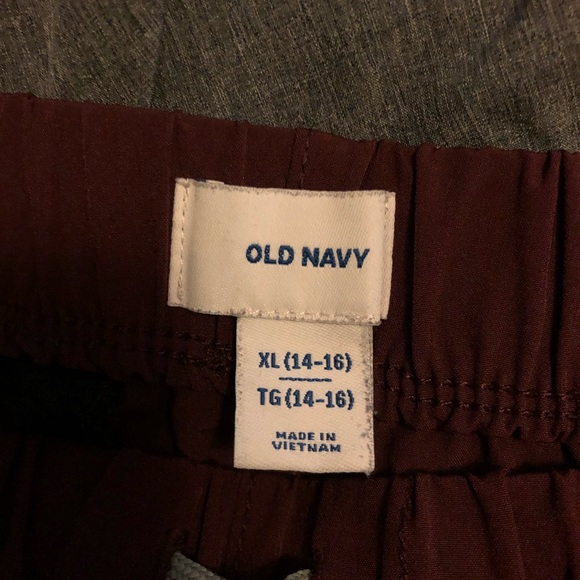 OLD NAVY
XL (14-16)
TG (14-16)
MADE IN
VIETNAM